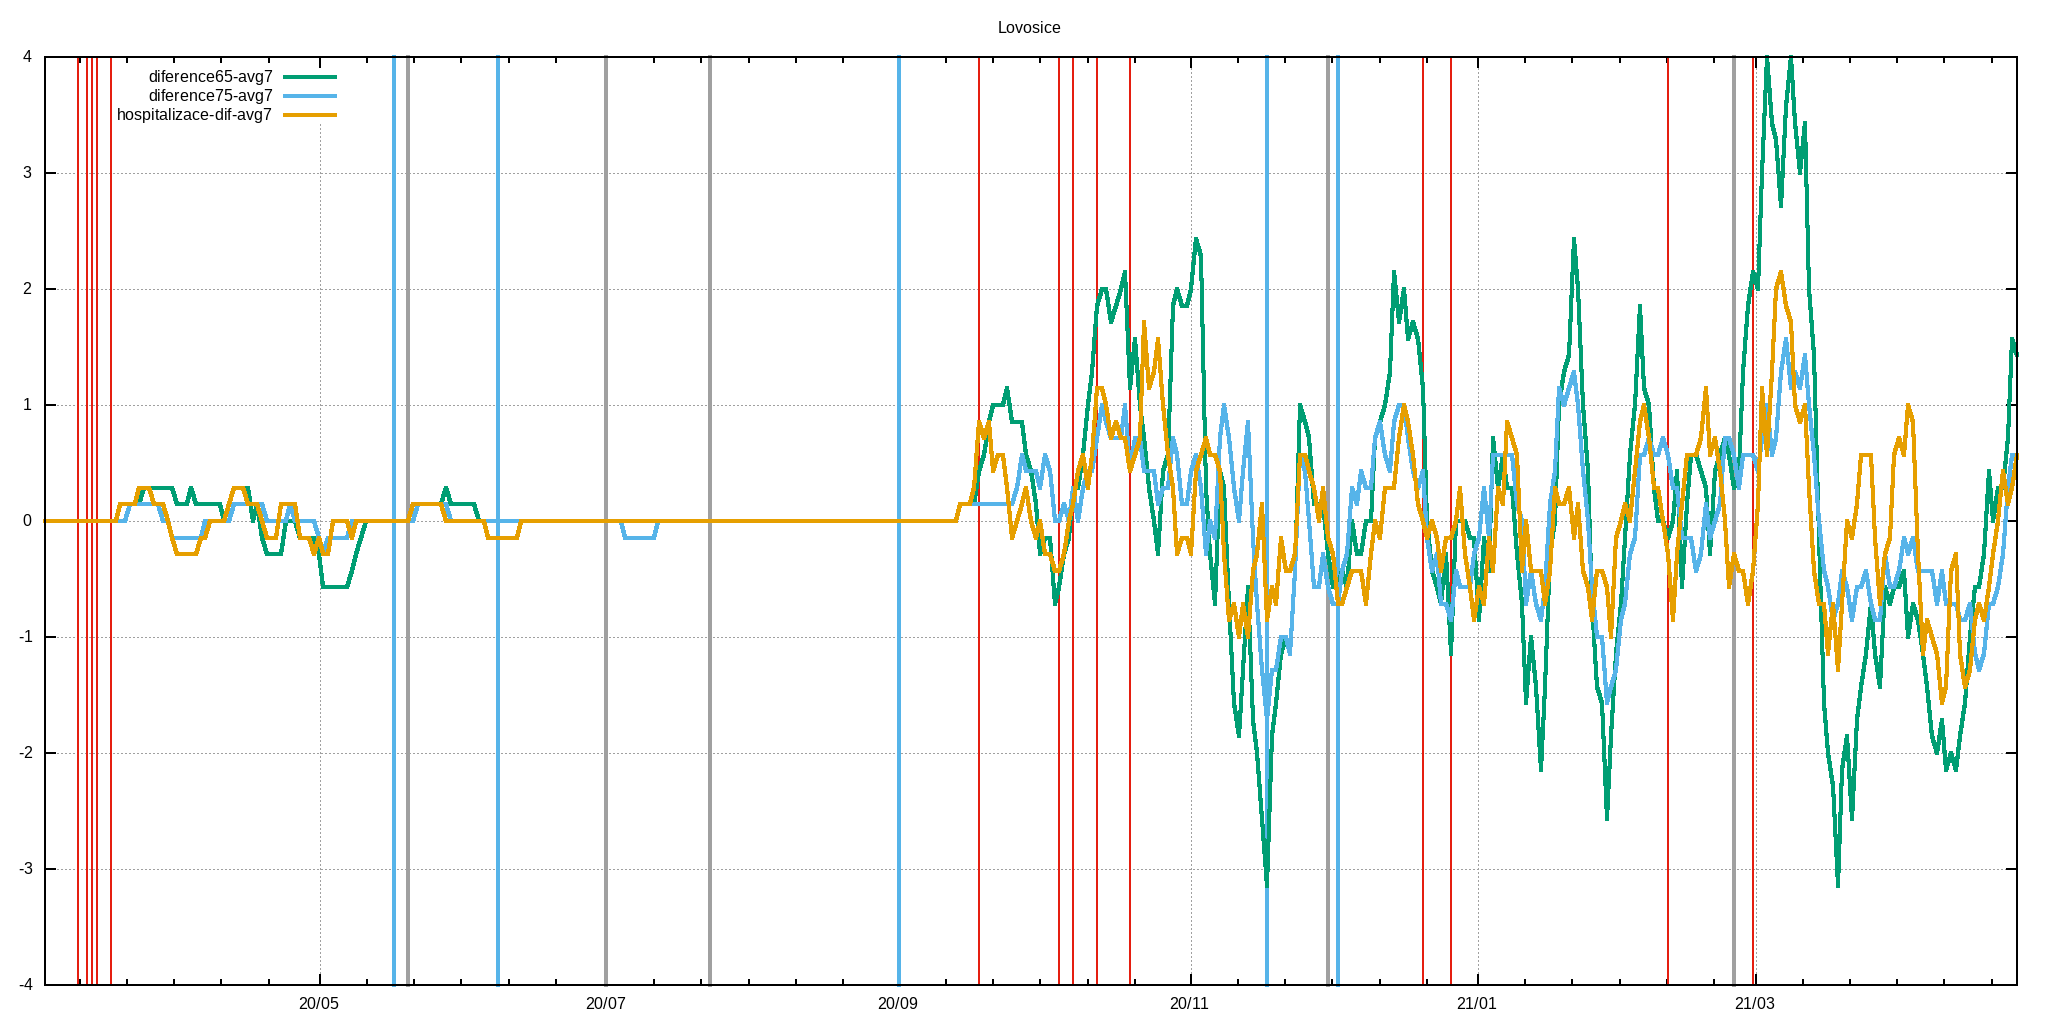 Lovosice
diference65-avg7
diference75-avg7
hospitalizace-dif-avg7
4
3
2
1
0
-1
-2
-3
-4
20/05 20/07 20/09 20/11 21/01 21/03